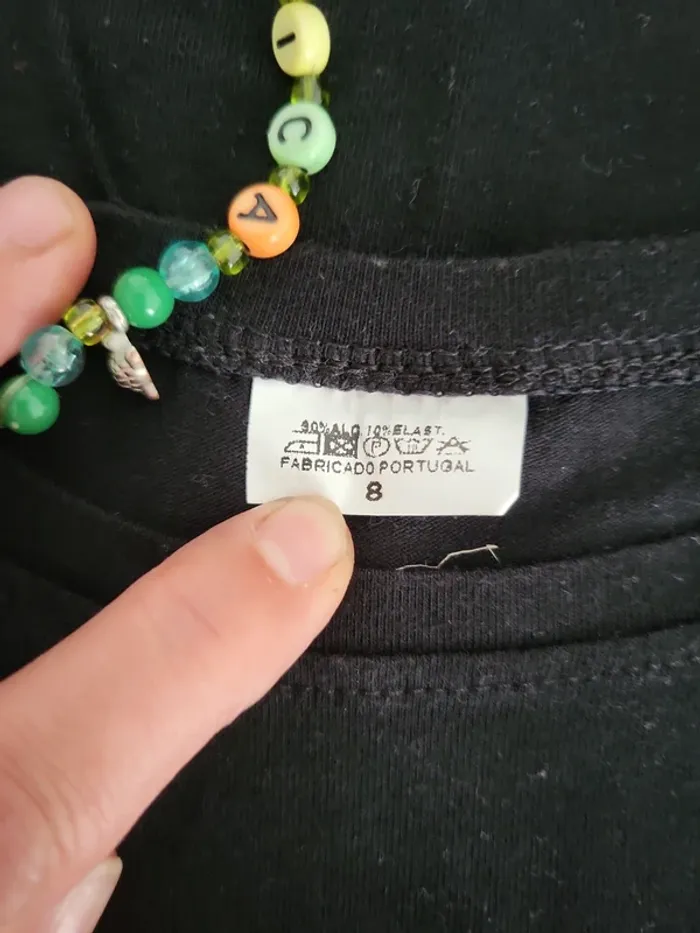 I
C
A
90% ALG 10% ELAST.
FABRICADO PORTUGAL
8